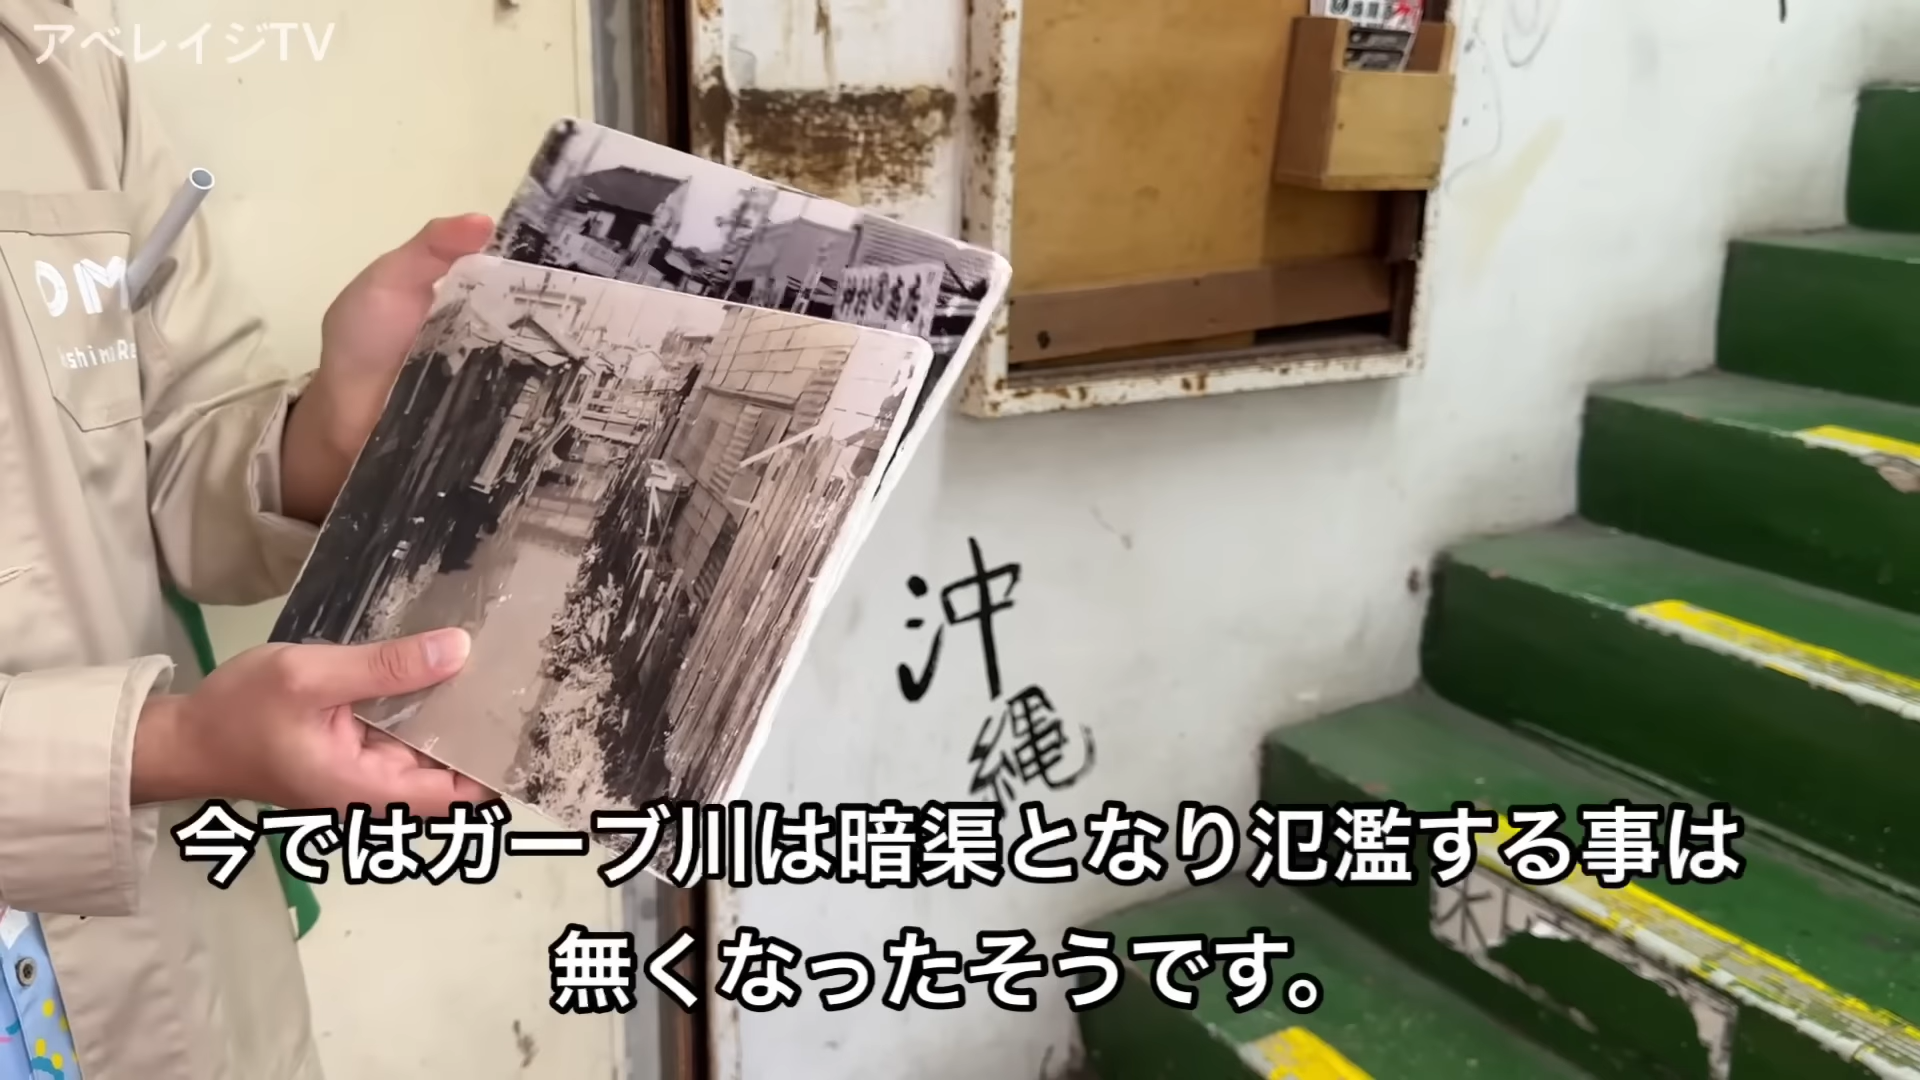 アベレイジTV
DM
沖
縄
今ではガーブ川は暗渠となり氾濫する事は
無くなったそうです。